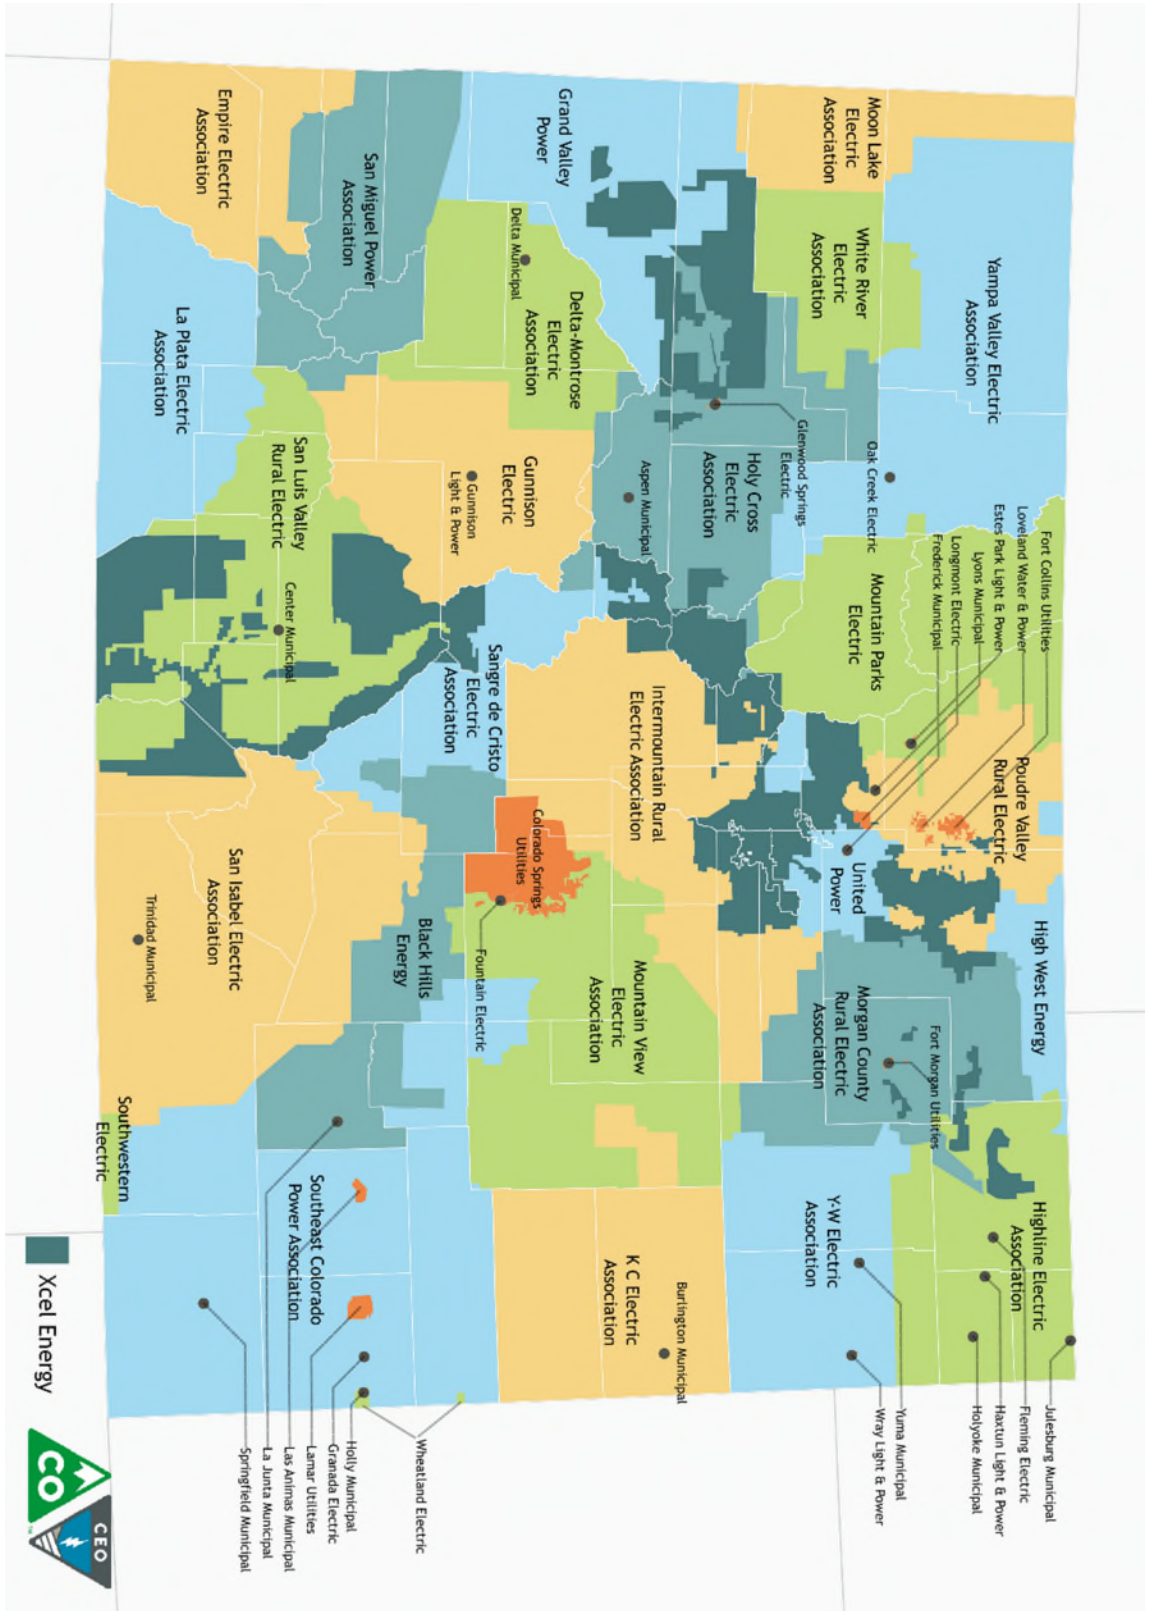 Moon Lake
Electric
Association
Yampa Valley Electric
Association
White River
Electric
Association
Grand Valley
Power
Empire Electric
Association
San Miguel Power
Association
Delta Municipal
Delta-Montrose
Electric
Association
La Plata Electric
Association
Glenwood Springs
Electric
Oak Creek Electric
Holy Cross
Electric
Association
Aspen Municipal
Gunnison
Electric
Gunnison
Light & Power
San Luis Valley
Rural Electric
Center Municipal
Fort Collins Utilities
Loveland Water & Power
Estes Park Light & Power
Lyons Municipal
Longmont Electric
Frederick Municipal
Mountain Parks
Electric
Sangre de Cristo
Electric
Association
Intermountain Rural
Electric Association
Poudre Valley
Rural Electric
United
Power
High West Energy
Colorado Springs
Utilities
San Isabel Electric
Association
Trinidad Municipal
Black Hills
Energy
Fountain Electric
Mountain View
Electric
Association
Morgan County
Rural Electric
Association
Fort Morgan Utilities
Southwestern
Electric
Southeast Colorado
Power Association
Y-W Electric
Association
Highline Electric
Association
K C Electric
Association
Burlington Municipal
Julesburg Municipal
Fleming Electric
Haxtun Light & Power
Holyoke Municipal
Yuma Municipal
Wray Light & Power
Wheatland Electric
Holly Municipal
Granada Electric
Lamar Utilities
Las Animas Municipal
La Junta Municipal
Springfield Municipal
Xcel Energy
CO
CEO